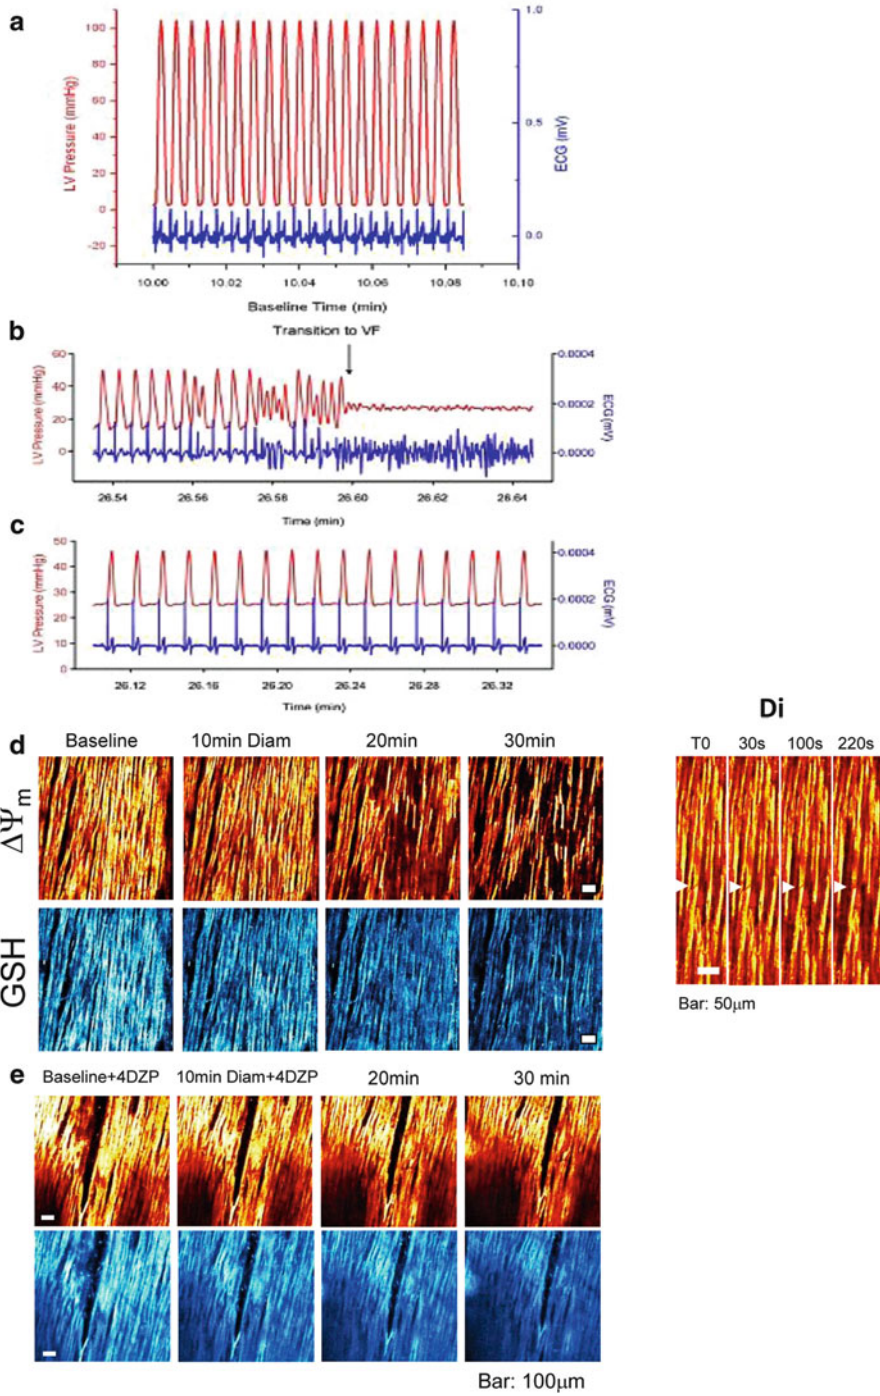 a
100
80
60
40
20
0
-20
LV Pressure (mmHg)
1.0
0.5
0.0
ECG (mV)
10.00 10.02 10.04 10.06 10.08 10.10
Baseline Time (min)
Transition to VF
b
60
40
20
0
LV Pressure (mmHg)
0.0004
0.0002
0.0000
ECG (mV)
26.54 26.56 26.58 26.60 26.62 26.64
Time (min)
c
50
40
30
20
10
0
LV Pressure (mmHg)
0.0004
0.0002
0.0000
ECG (mV)
26.12 26.16 26.20 26.24 26.28 26.32
Time (min)
d
Baseline 10min Diam 20min 30min
ΔΨm
GSH
Di
T0 30s 100s 220s
Bar: 50µm
e
Baseline+4DZP 10min Diam+4DZP 20min 30 min
Bar: 100µm